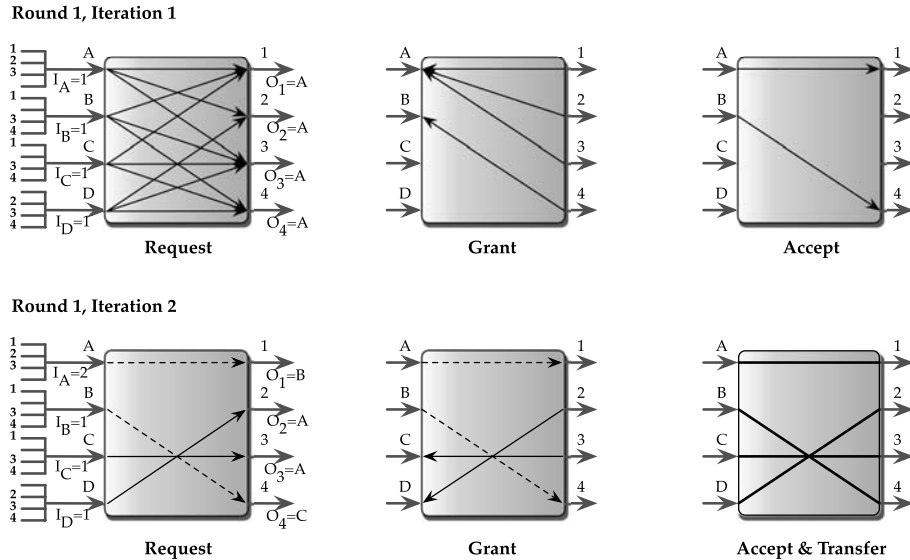 Round 1, Iteration 1
A 1 A 1 A 1
1
2
3
I_A=1 O_1=A
B 2 B 2 B 2
1
3
4
I_B=1 O_2=A
C 3 C 3 C 3
1
3
4
I_C=1 O_3=A
D 4 D 4 D 4
2
3
4
I_D=1 O_4=A
Request Grant Accept
Round 1, Iteration 2
A 1 A 1 A 1
1
2
3
I_A=2 O_1=B
B 2 B 2 B 2
1
3
4
I_B=1 O_2=A
C 3 C 3 C 3
1
3
4
I_C=1 O_3=A
D 4 D 4 D 4
2
3
4
I_D=1 O_4=C
Request Grant Accept & Transfer